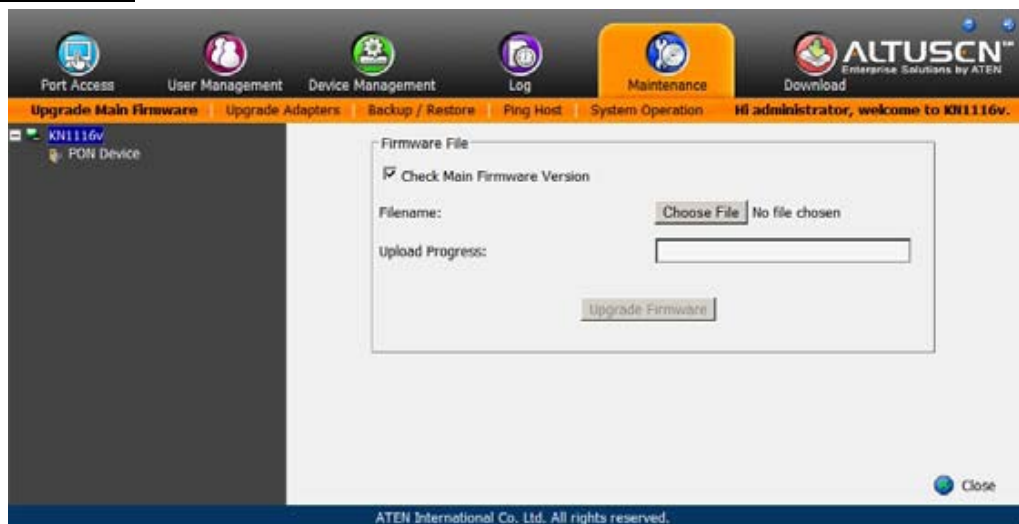 ALTUSEN™
Enterprise Solutions by ATEN
Port Access
User Management
Device Management
Log
Maintenance
Download
Upgrade Main Firmware
Upgrade Adapters
Backup / Restore
Ping Host
System Operation
Hi administrator, welcome to KN1116v.
KN1116v
PON Device
Firmware File
Check Main Firmware Version
Filename:
Choose File
No file chosen
Upload Progress:
Upgrade Firmware
Close
ATEN International Co. Ltd. All rights reserved.